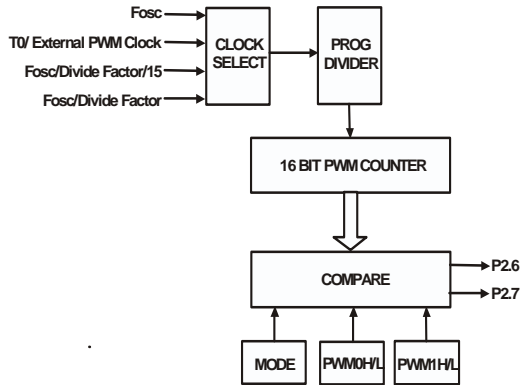 Fosc
T0/ External PWM Clock
Fosc/Divide Factor/15
Fosc/Divide Factor
CLOCK
SELECT
PROG
DIVIDER
16 BIT PWM COUNTER
COMPARE
P2.6
P2.7
MODE
PWM0H/L
PWM1H/L